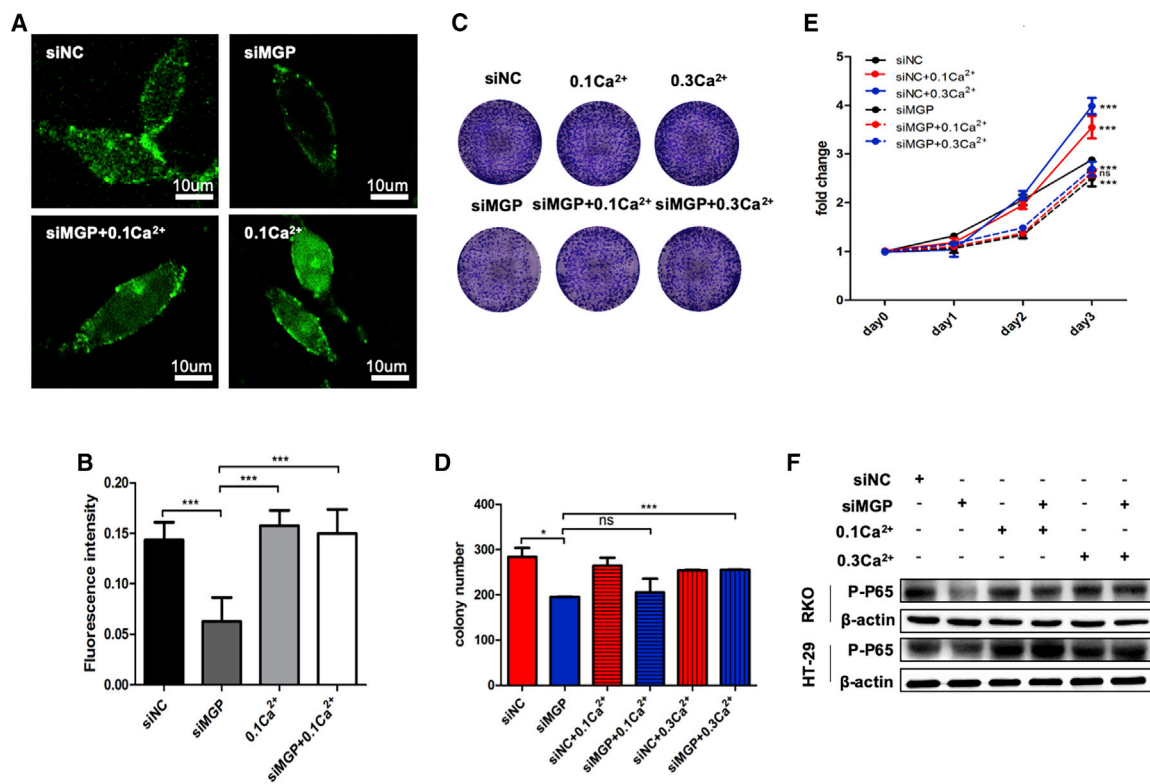 A
siNC
10um
siMGP
10um
siMGP+0.1Ca²⁺
10um
0.1Ca²⁺
10um
B
Fluorescence intensity
0.20
0.15
0.10
0.05
0.00
***
***
***
siNC
siMGP
0.1Ca²⁺
siMGP+0.1Ca²⁺
C
siNC
0.1Ca²⁺
0.3Ca²⁺
siMGP
siMGP+0.1Ca²⁺
siMGP+0.3Ca²⁺
D
colony number
400
300
200
100
0
***
ns
*
siNC
siMGP
siNC+0.1Ca²⁺
siMGP+0.1Ca²⁺
siNC+0.3Ca²⁺
siMGP+0.3Ca²⁺
E
fold change
5
4
3
2
1
0
siNC
siNC+0.1Ca²⁺
siNC+0.3Ca²⁺
siMGP
siMGP+0.1Ca²⁺
siMGP+0.3Ca²⁺
***
***
***
ns
***
day0
day1
day2
day3
F
siNC + - - - - -
siMGP - + - + - +
0.1Ca²⁺ - - + + - -
0.3Ca²⁺ - - - - + +
RKO
P-P65
β-actin
HT-29
P-P65
β-actin